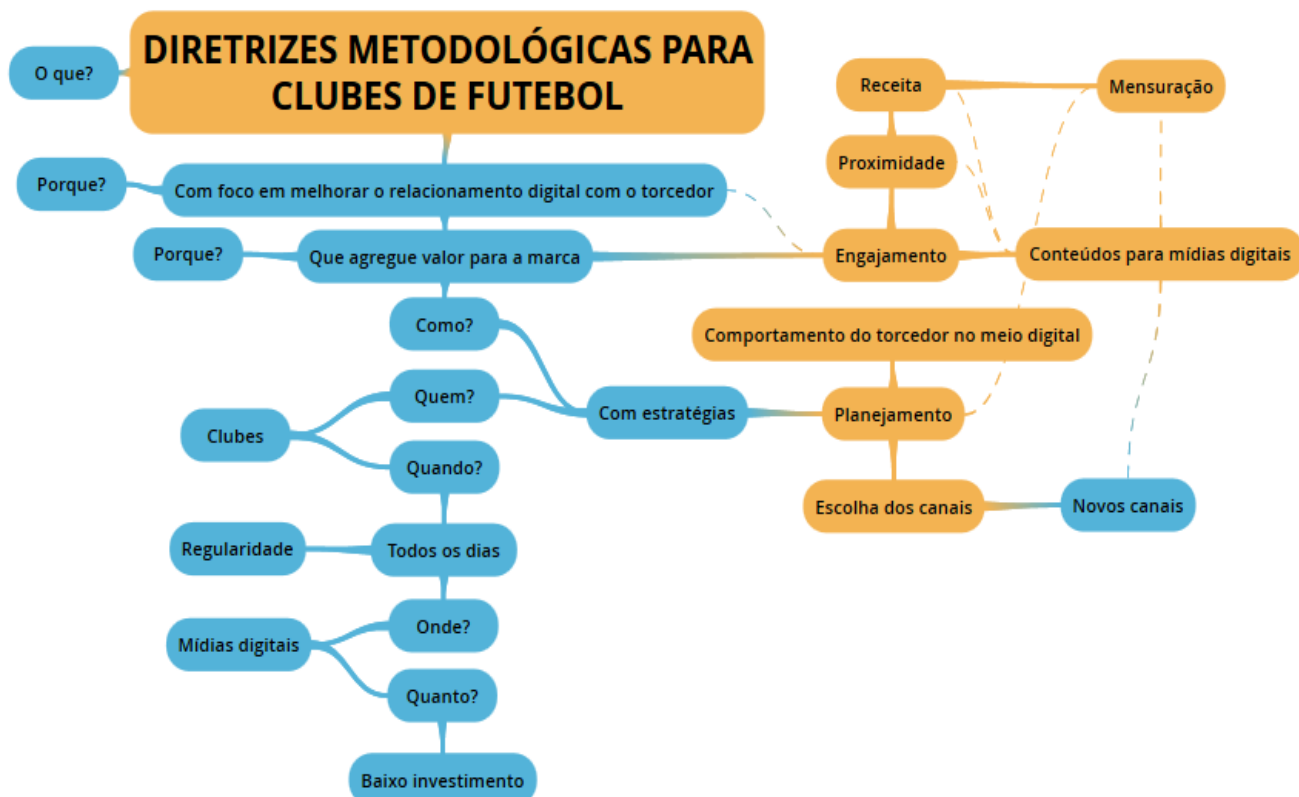 DIRETRIZES METODOLÓGICAS PARA
CLUBES DE FUTEBOL
O que?
Receita
Mensuração
Proximidade
Porque?
Com foco em melhorar o relacionamento digital com o torcedor
Porque?
Que agregue valor para a marca
Engajamento
Conteúdos para mídias digitais
Como?
Comportamento do torcedor no meio digital
Quem?
Com estratégias
Planejamento
Clubes
Quando?
Escolha dos canais
Novos canais
Regularidade
Todos os dias
Onde?
Mídias digitais
Quanto?
Baixo investimento